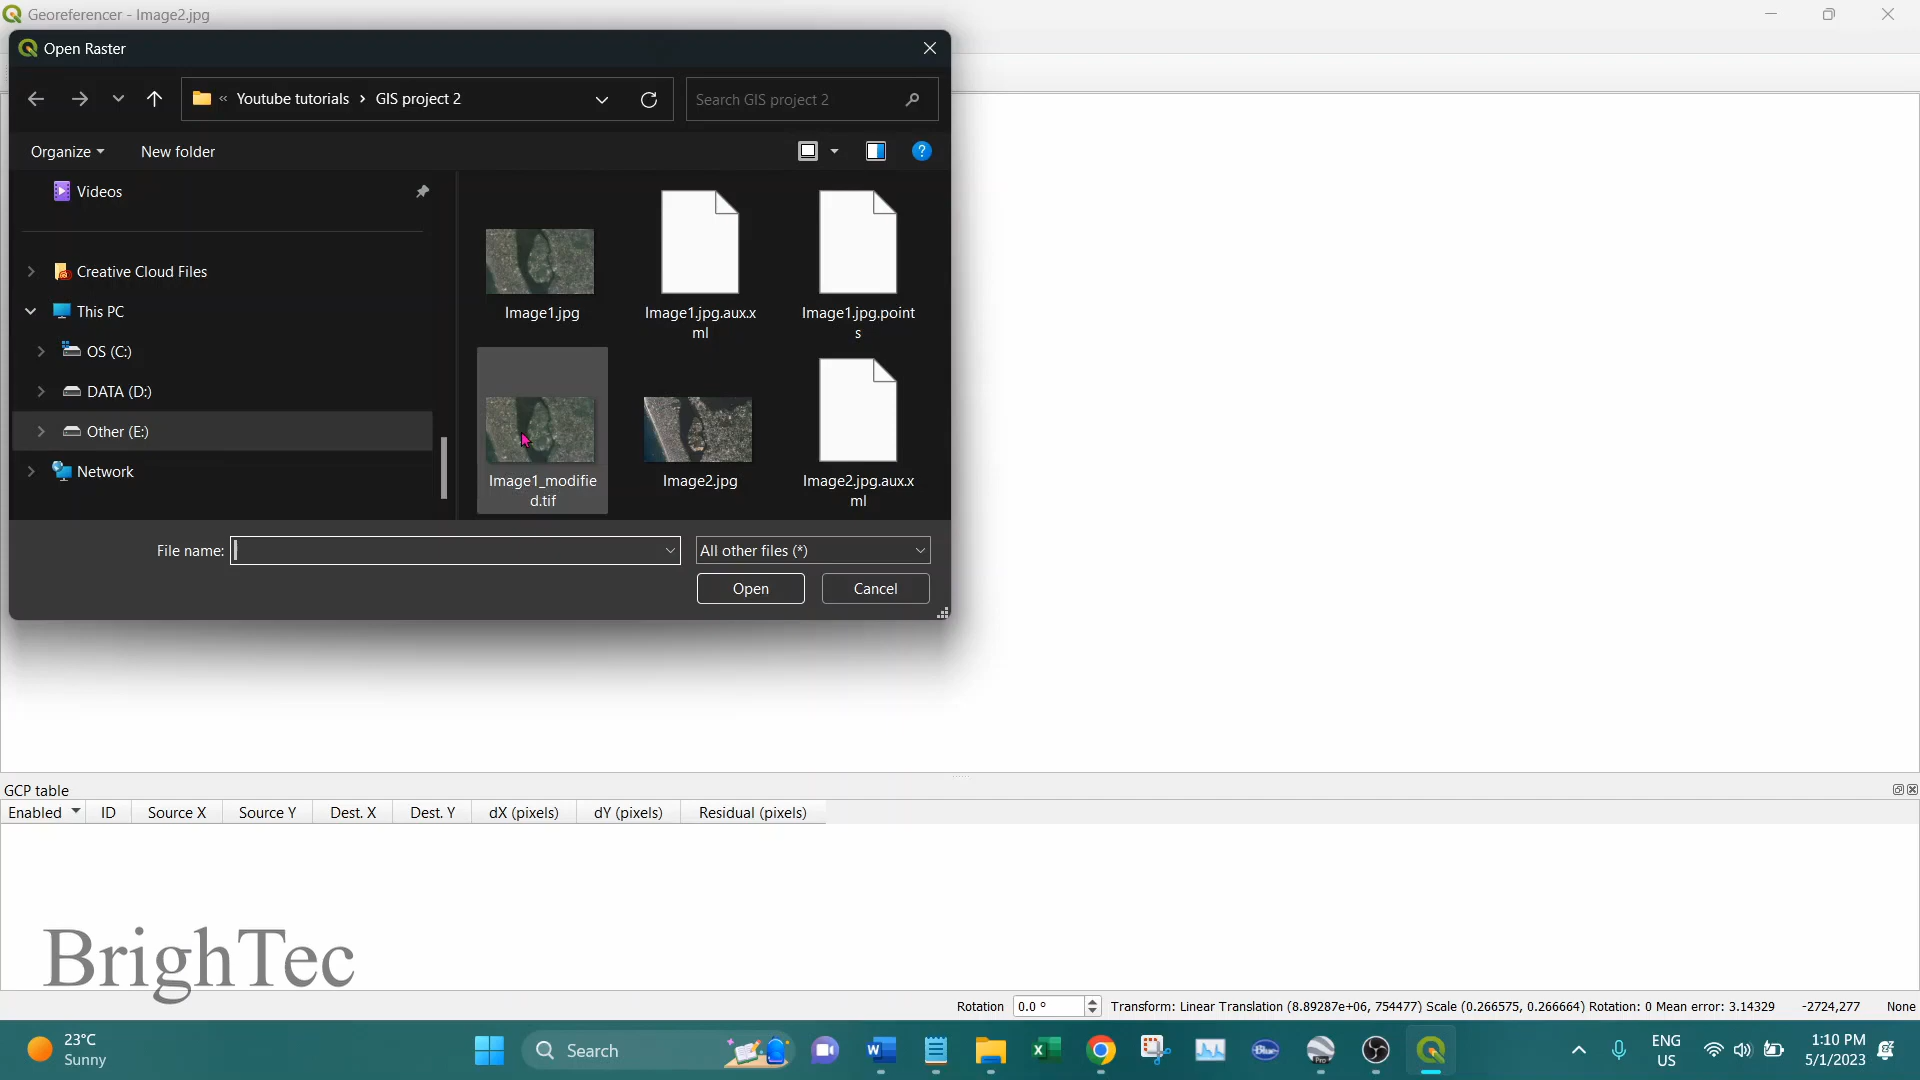 Georeferencer - Image2.jpg
Open Raster
« Youtube tutorials > GIS project 2
Search GIS project 2
Organize
New folder
Videos
Creative Cloud Files
This PC
OS (C:)
DATA (D:)
Other (E:)
Network
Image1.jpg
Image1.jpg.aux.x
ml
Image1.jpg.point
s
Image1_modifie
d.tif
Image2.jpg
Image2.jpg.aux.x
ml
File name:
All other files (*)
Open
Cancel
GCP table
Enabled ID Source X Source Y Dest. X Dest. Y dX (pixels) dY (pixels) Residual (pixels)
BrighTec
Rotation 0.0 ° Transform: Linear Translation (8.89287e+06, 754477) Scale (0.266575, 0.266664) Rotation: 0 Mean error: 3.14329 -2724,277 None
23°C
Sunny
Search
Blue
Pro
ENG
US
1:10 PM
5/1/2023